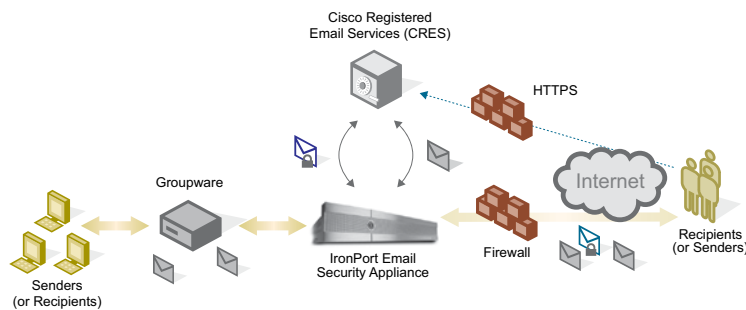 Cisco Registered
Email Services (CRES)
HTTPS
Groupware
Internet
Senders
(or Recipients)
IronPort Email
Security Appliance
Firewall
Recipients
(or Senders)